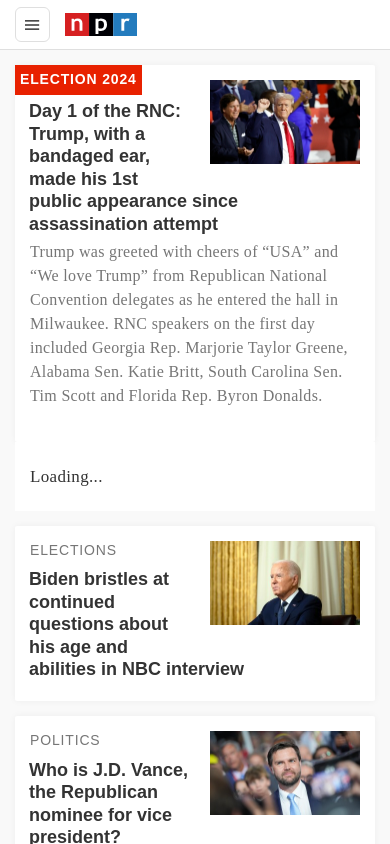 npr
ELECTION 2024
Day 1 of the RNC:
Trump, with a
bandaged ear,
made his 1st
public appearance since
assassination attempt
Trump was greeted with cheers of “USA” and
“We love Trump” from Republican National
Convention delegates as he entered the hall in
Milwaukee. RNC speakers on the first day
included Georgia Rep. Marjorie Taylor Greene,
Alabama Sen. Katie Britt, South Carolina Sen.
Tim Scott and Florida Rep. Byron Donalds.
Loading...
ELECTIONS
Biden bristles at
continued
questions about
his age and
abilities in NBC interview
POLITICS
Who is J.D. Vance,
the Republican
nominee for vice
president?